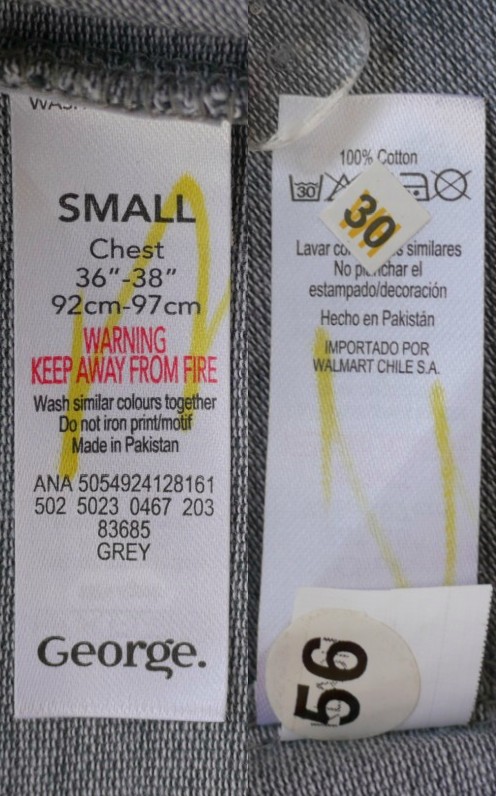 SMALL
Chest
36”-38”
92cm-97cm
WARNING
KEEP AWAY FROM FIRE
Wash similar colours together
Do not iron print/motif
Made in Pakistan
ANA 5054924128161
502 5023 0467 203
83685
GREY
George.
100% Cotton
30
30
Lavar similares
No el
estampado/decoración
Hecho en Pakistán
IMPORTADO POR
WALMART CHILE S.A.
56